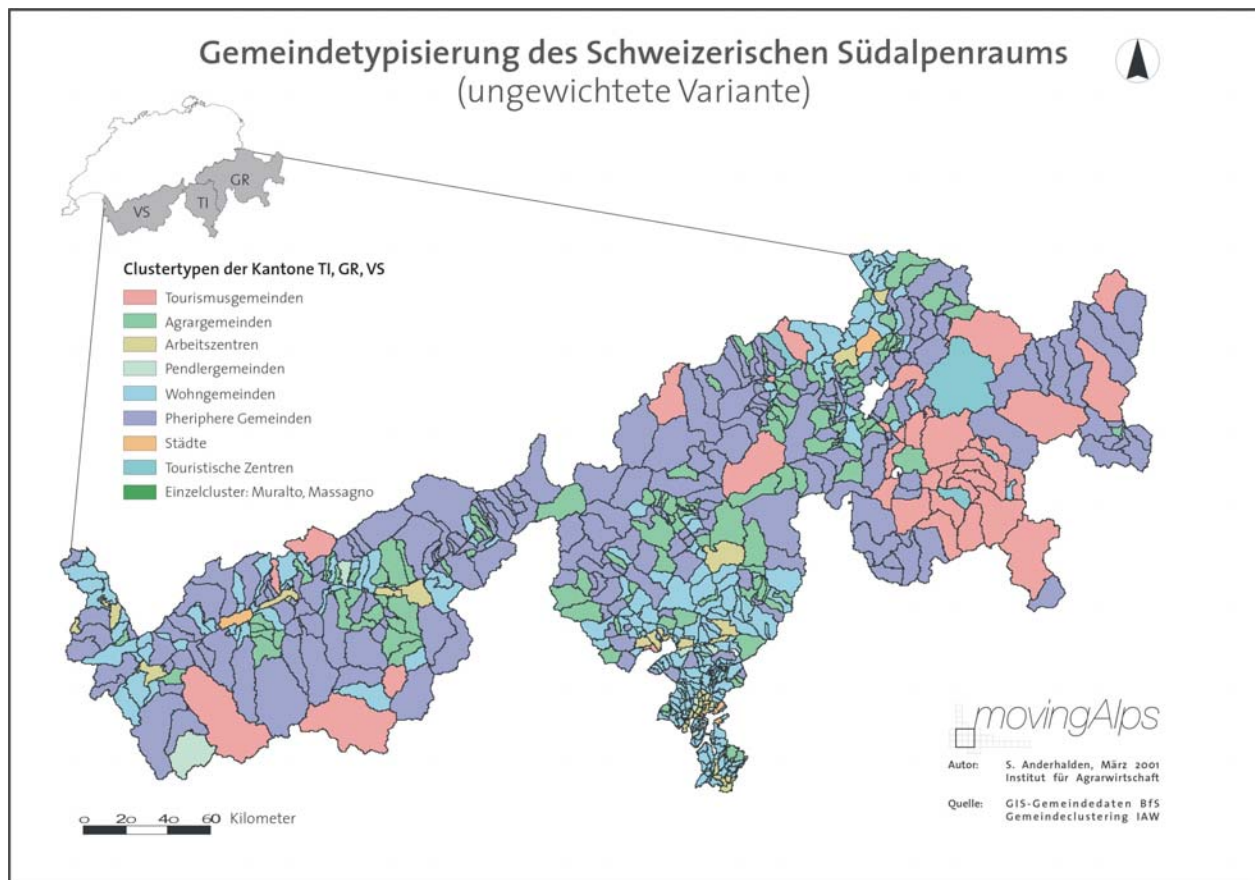 Gemeindetypisierung des Schweizerischen Südalpenraums
(ungewichtete Variante)
GR
TI
VS
Clustertypen der Kantone TI, GR, VS
Tourismusgemeinden
Agrargemeinden
Arbeitszentren
Pendlergemeinden
Wohngemeinden
Pheriphere Gemeinden
Städte
Touristische Zentren
Einzelcluster: Muralto, Massagno
movingAlps
Autor: S. Anderhalden, März 2001
Institut für Agrarwirtschaft
Quelle: GIS-Gemeindedaten BfS
Gemeindeclustering IAW
0 20 40 60 Kilometer